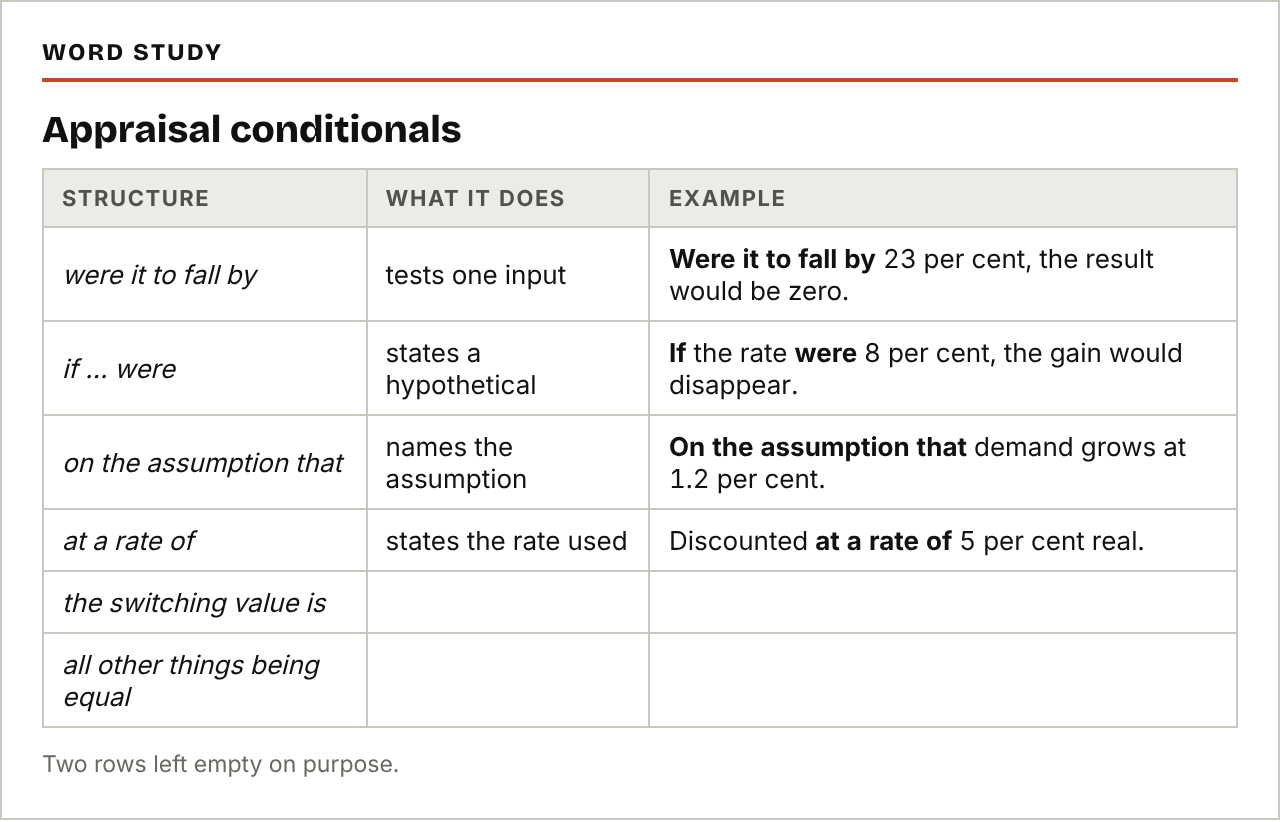 WORD STUDY
Appraisal conditionals
STRUCTURE
WHAT IT DOES
EXAMPLE
were it to fall by
tests one input
Were it to fall by 23 per cent, the result
would be zero.
if ... were
states a
hypothetical
If the rate were 8 per cent, the gain would
disappear.
on the assumption that
names the
assumption
On the assumption that demand grows at
1.2 per cent.
at a rate of
states the rate used
Discounted at a rate of 5 per cent real.
the switching value is
all other things being
equal
Two rows left empty on purpose.